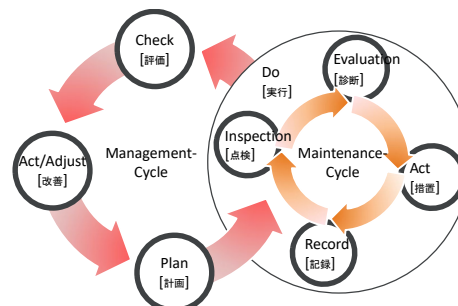 Check
[評価]
Evaluation
[診断]
Do
[実行]
Inspection
[点検]
Management-
Cycle
Maintenance-
Cycle
Act/Adjust
[改善]
Act
[措置]
Record
[記録]
Plan
[計画]